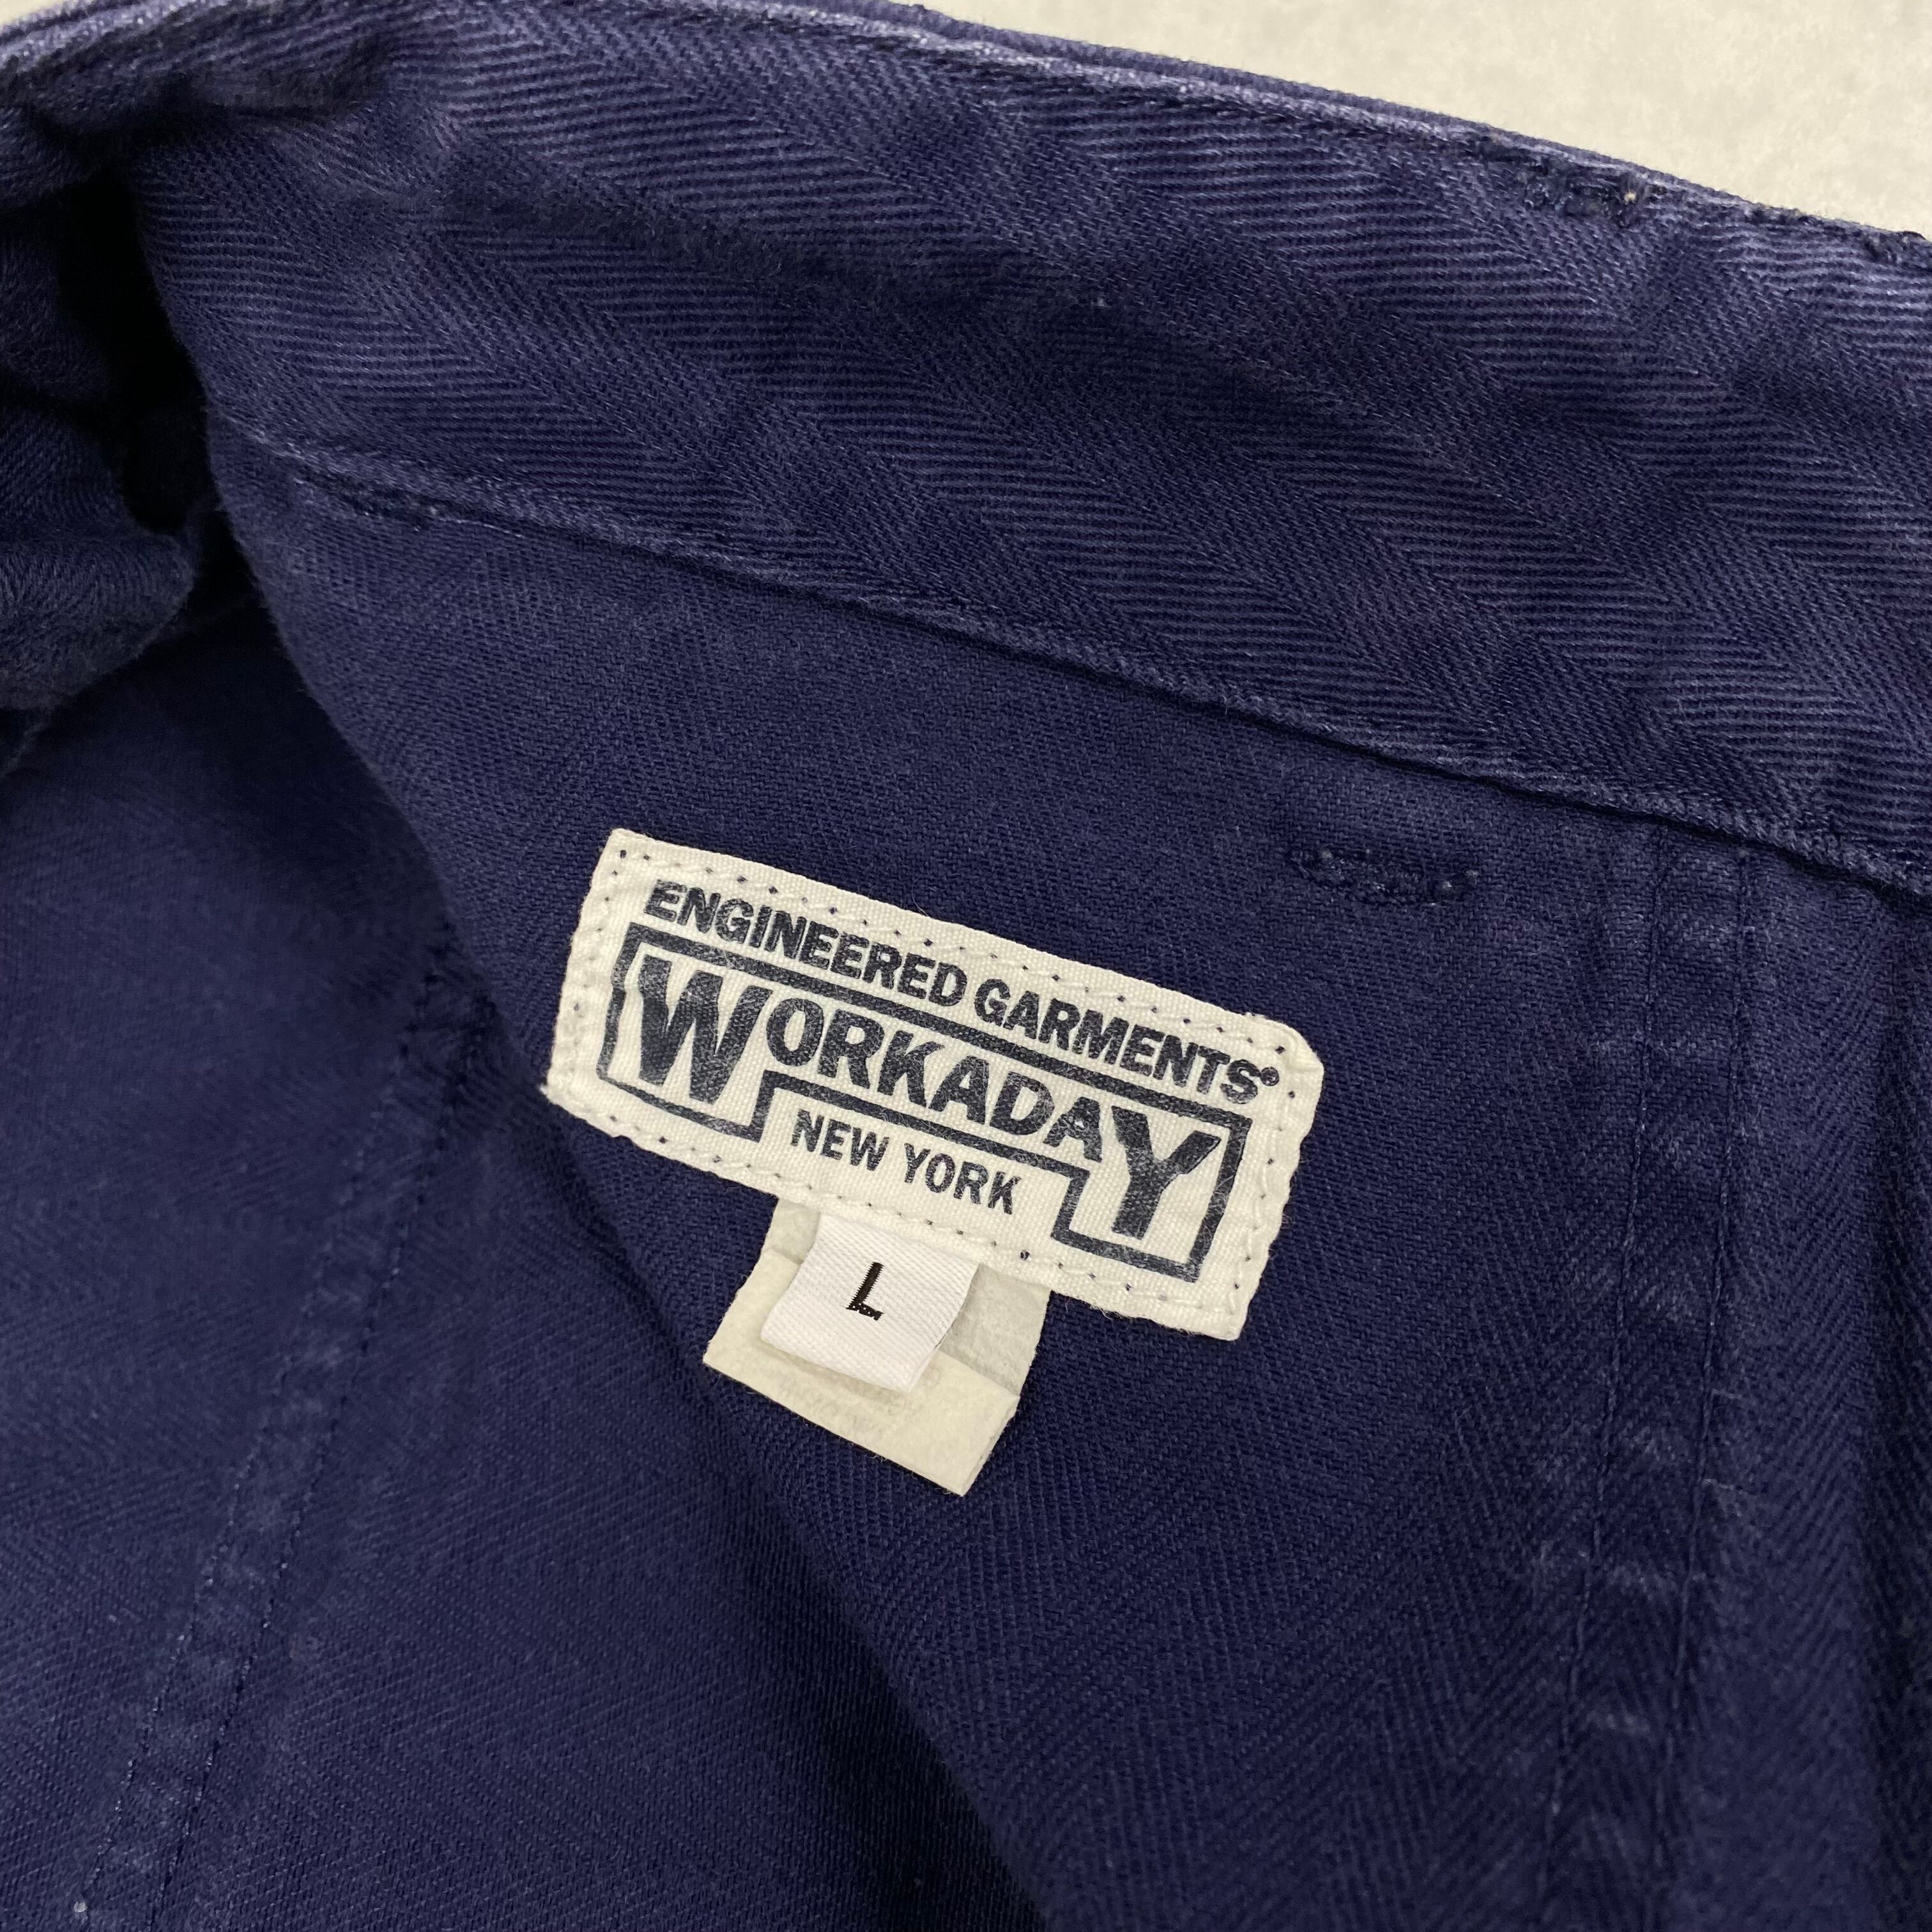 ENGINEERED GARMENTS®
WORKADAY
NEW YORK
L